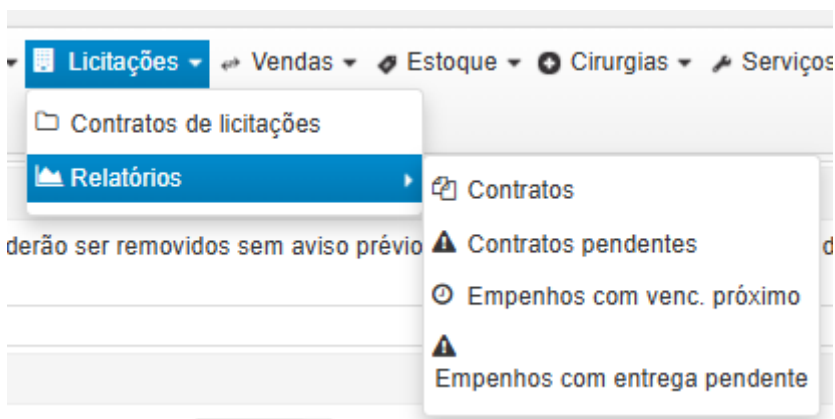 Licitações Vendas Estoque Cirurgias Serviços
Contratos de licitações
Relatórios
Contratos
derão ser removidos sem aviso prévio
Contratos pendentes
Empenhos com venc. próximo
Empenhos com entrega pendente